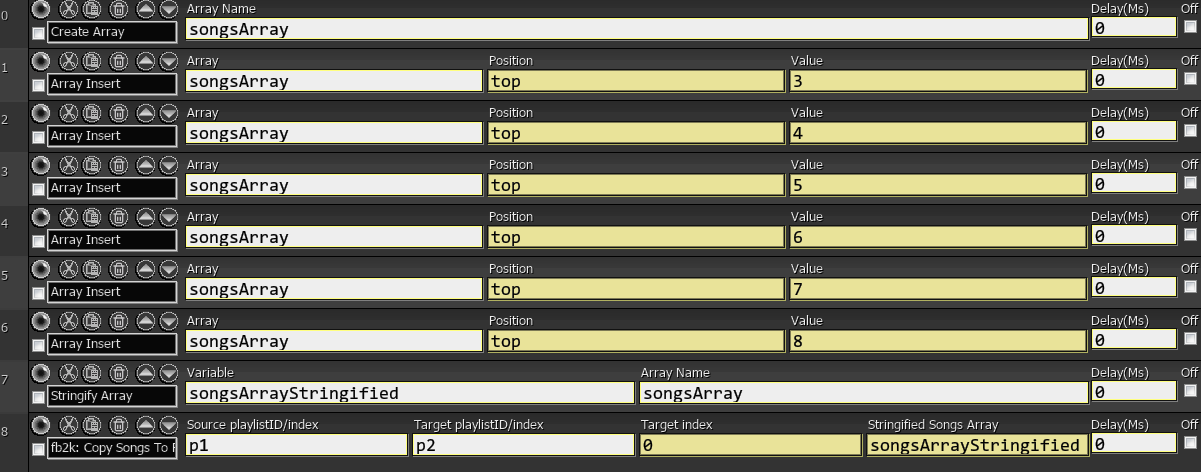 0 Array Name Delay(Ms) Off
Create Array songsArray 0
1 Array Position Value Delay(Ms) Off
Array Insert songsArray top 3 0
2 Array Position Value Delay(Ms) Off
Array Insert songsArray top 4 0
3 Array Position Value Delay(Ms) Off
Array Insert songsArray top 5 0
4 Array Position Value Delay(Ms) Off
Array Insert songsArray top 6 0
5 Array Position Value Delay(Ms) Off
Array Insert songsArray top 7 0
6 Array Position Value Delay(Ms) Off
Array Insert songsArray top 8 0
7 Variable Array Name Delay(Ms) Off
Stringify Array songsArrayStringified songsArray 0
8 Source playlistID/index Target playlistID/index Target index Stringified Songs Array Delay(Ms) Off
fb2k: Copy Songs To p1 p2 0 songsArrayStringified 0